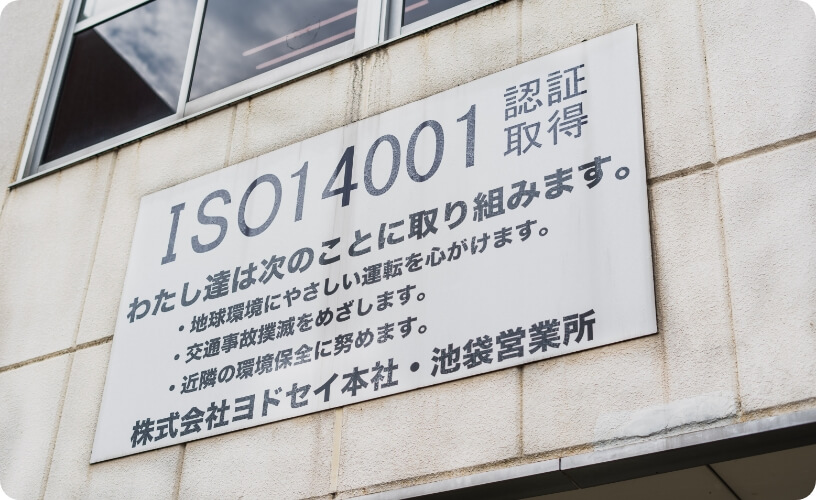 ISO14001 認証取得
わたし達は次のことに取り組みます。
・地球環境にやさしい運転を心がけます。
・交通事故撲滅をめざします。
・近隣の環境保全に努めます。
株式会社ヨドセイ本社・池袋営業所